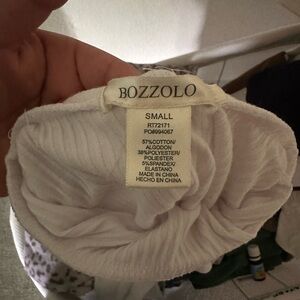 BOZZOLO
SMALL
RT72171
PO#994067
57%COTTON/
ALGODON
38%POLYESTER/
POLIESTER
5%SPANDEX/
ELASTANO
MADE IN CHINA
HECHO EN CHINA